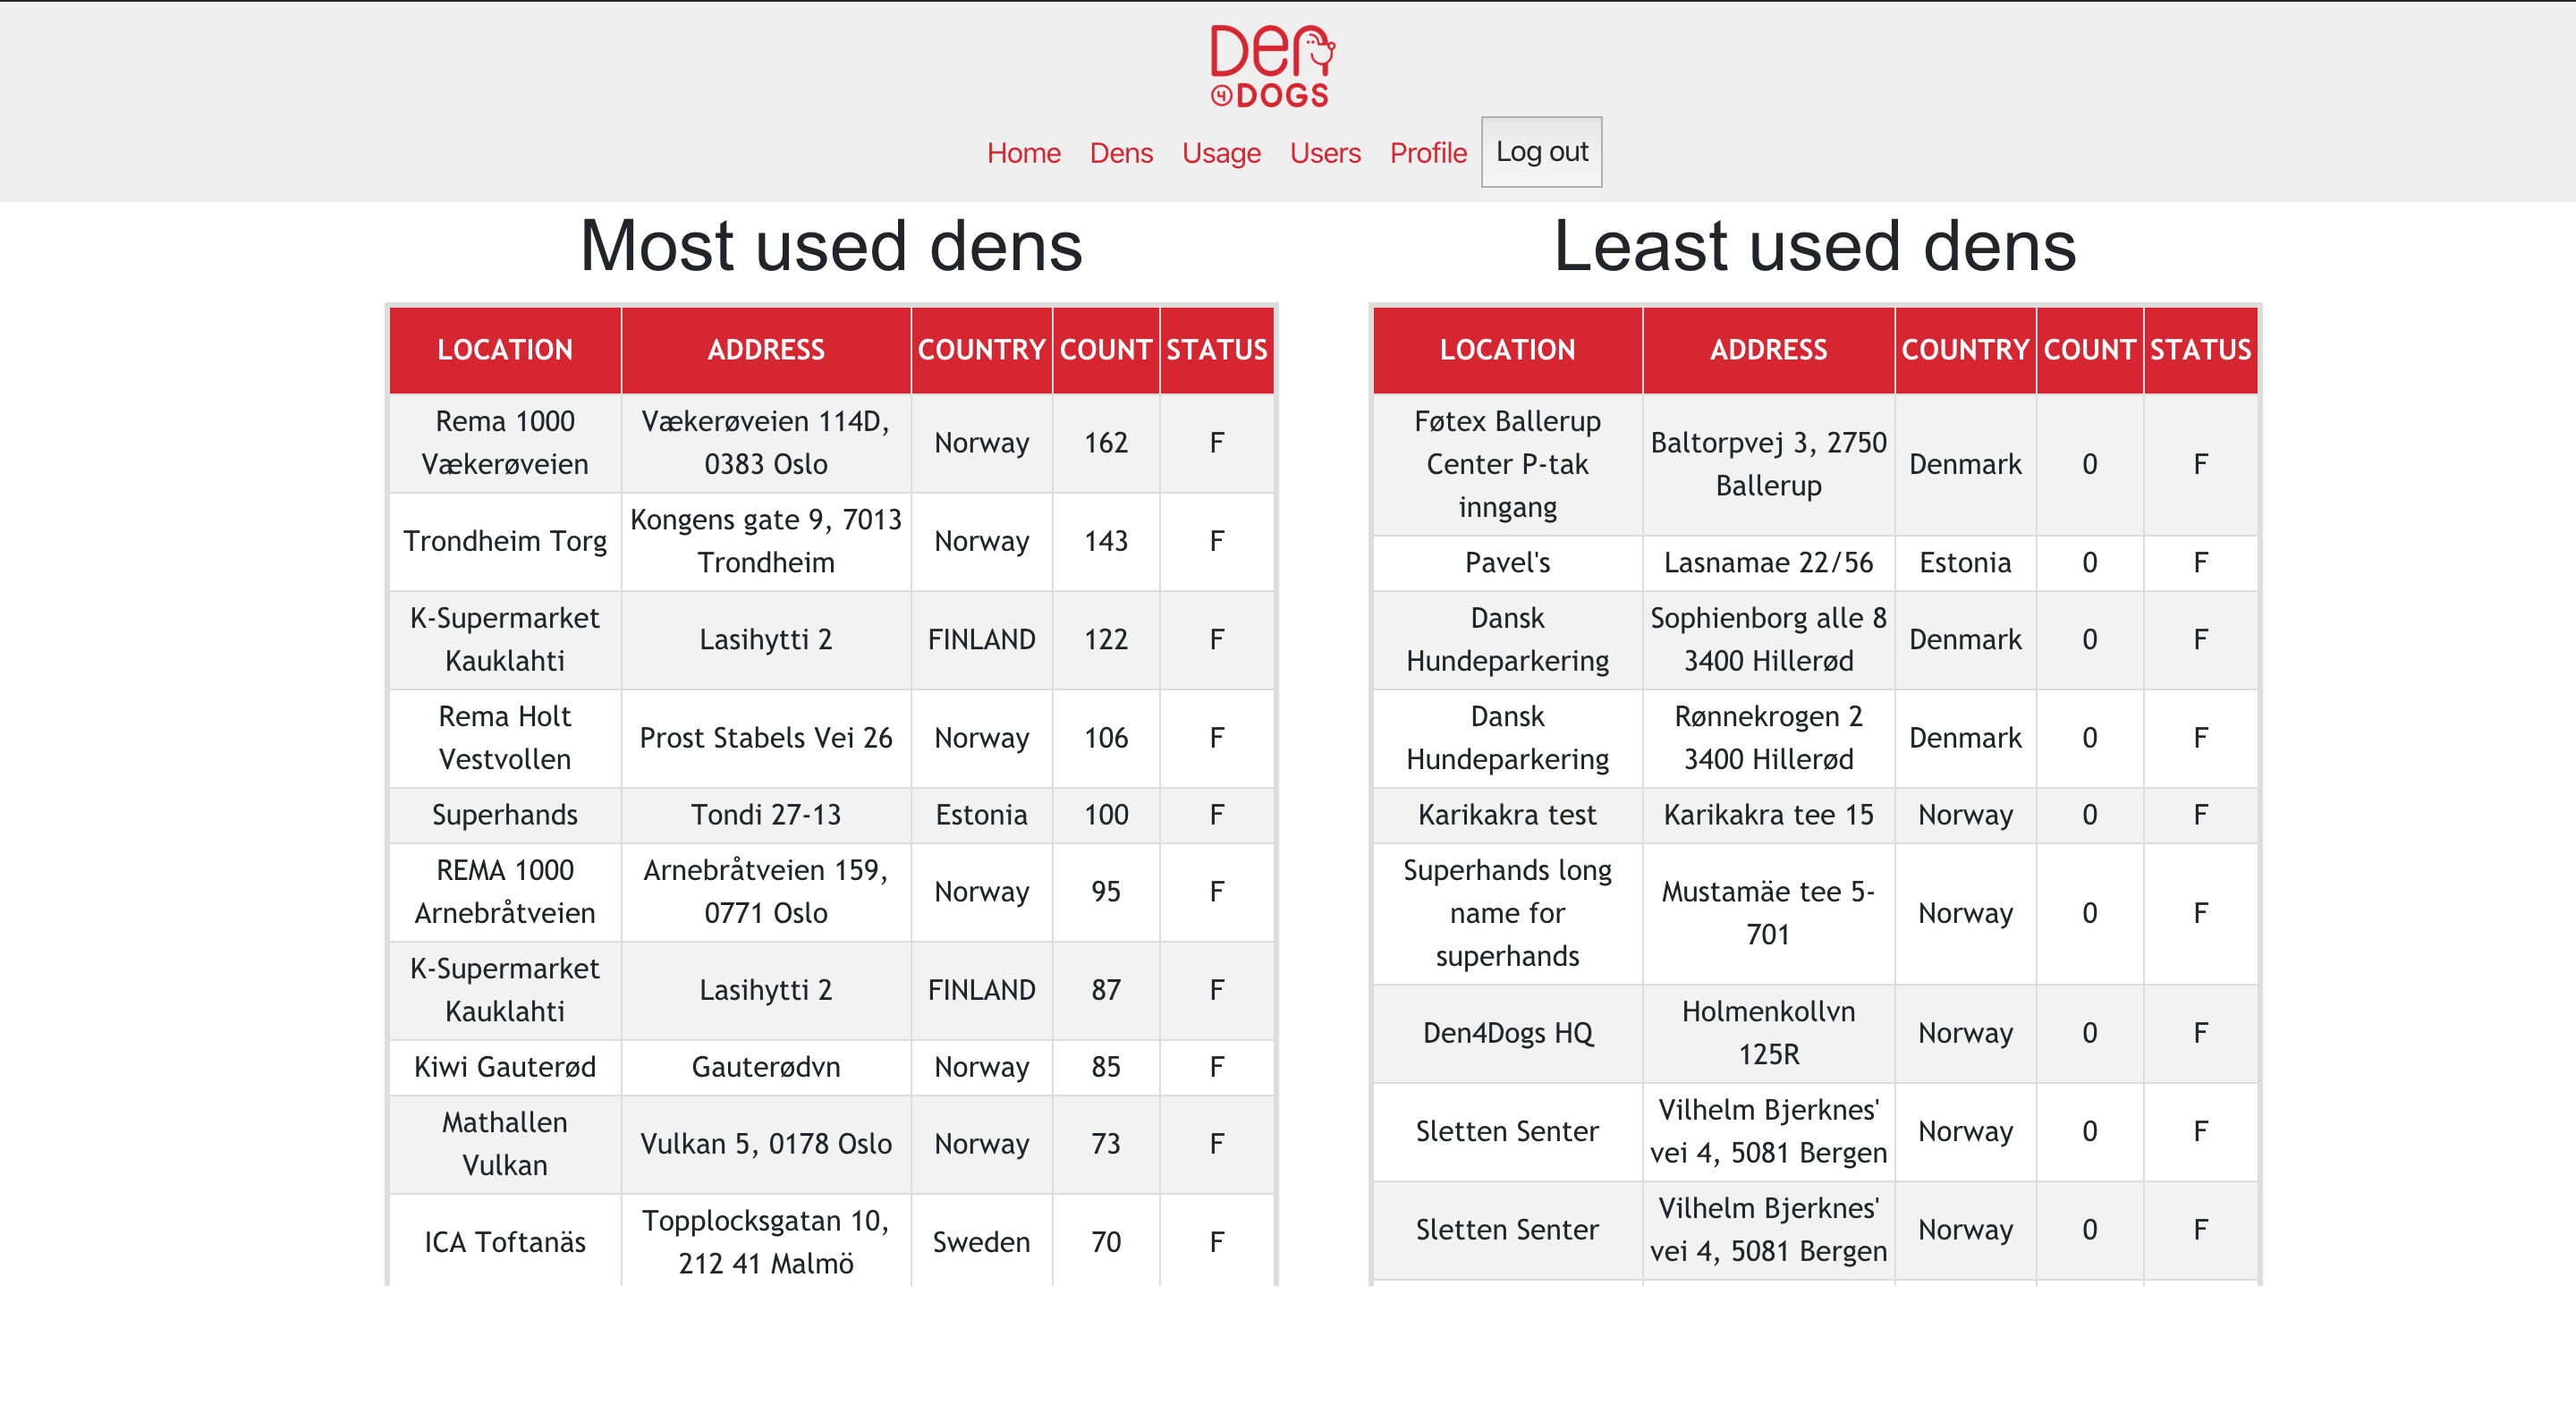 Den
4 DOGS
Home Dens Usage Users Profile Log out
Most used dens
LOCATION ADDRESS COUNTRY COUNT STATUS
Rema 1000 Vækerøveien Vækerøveien 114D, 0383 Oslo Norway 162 F
Trondheim Torg Kongens gate 9, 7013 Trondheim Norway 143 F
K-Supermarket Kauklahti Lasihytti 2 FINLAND 122 F
Rema Holt Vestvollen Prost Stabels Vei 26 Norway 106 F
Superhands Tondi 27-13 Estonia 100 F
REMA 1000 Arnebråtveien Arnebråtveien 159, 0771 Oslo Norway 95 F
K-Supermarket Kauklahti Lasihytti 2 FINLAND 87 F
Kiwi Gauterød Gauterødvn Norway 85 F
Mathallen Vulkan Vulkan 5, 0178 Oslo Norway 73 F
ICA Toftanäs Topplocksgatan 10, 212 41 Malmö Sweden 70 F
Least used dens
LOCATION ADDRESS COUNTRY COUNT STATUS
Føtex Ballerup Center P-tak inngang Baltorpvej 3, 2750 Ballerup Denmark 0 F
Pavel's Lasnamae 22/56 Estonia 0 F
Dansk Hundeparkering Sophienborg alle 8 3400 Hillerød Denmark 0 F
Dansk Hundeparkering Rønnekrogen 2 3400 Hillerød Denmark 0 F
Karikakra test Karikakra tee 15 Norway 0 F
Superhands long name for superhands Mustamäe tee 5-701 Norway 0 F
Den4Dogs HQ Holmenkollvn 125R Norway 0 F
Sletten Senter Vilhelm Bjerknes' vei 4, 5081 Bergen Norway 0 F
Sletten Senter Vilhelm Bjerknes' vei 4, 5081 Bergen Norway 0 F